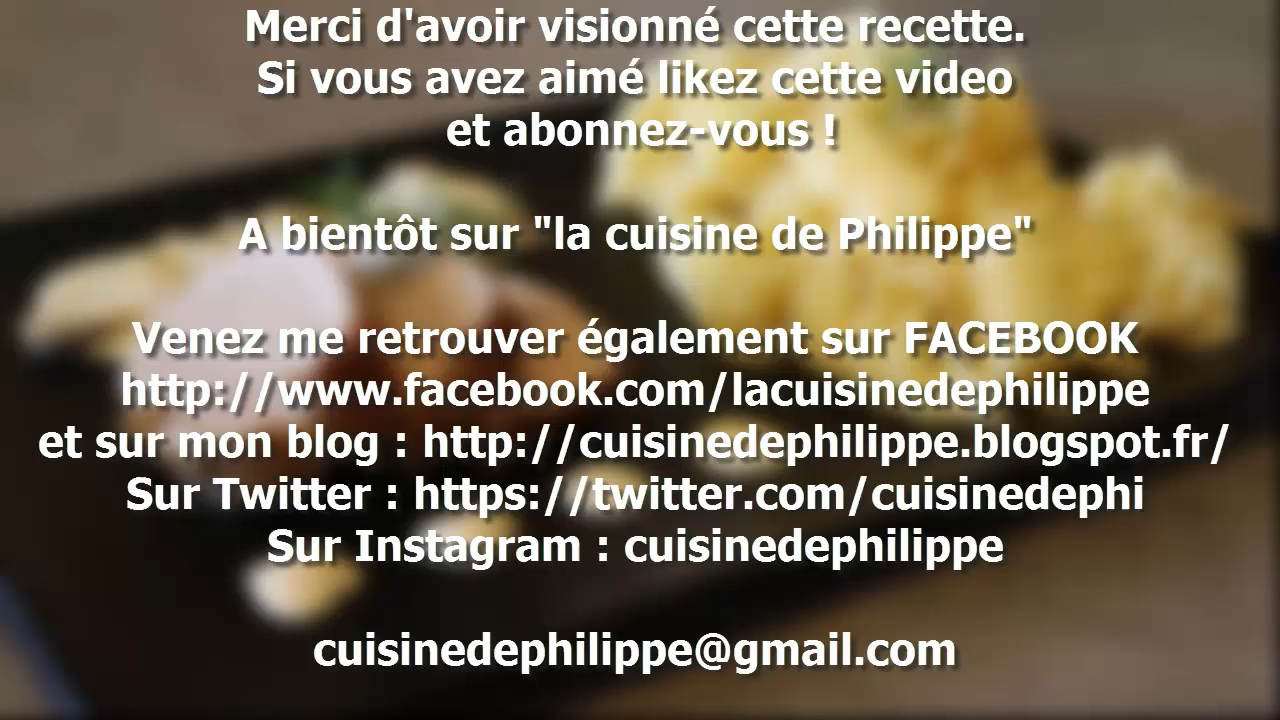 Merci d'avoir visionné cette recette.
Si vous avez aimé likez cette video
et abonnez-vous !
A bientôt sur "la cuisine de Philippe"
Venez me retrouver également sur FACEBOOK
http://www.facebook.com/lacuisinedephilippe
et sur mon blog : http://cuisinedephilippe.blogspot.fr/
Sur Twitter : https://twitter.com/cuisinedephi
Sur Instagram : cuisinedephilippe
cuisinedephilippe@gmail.com